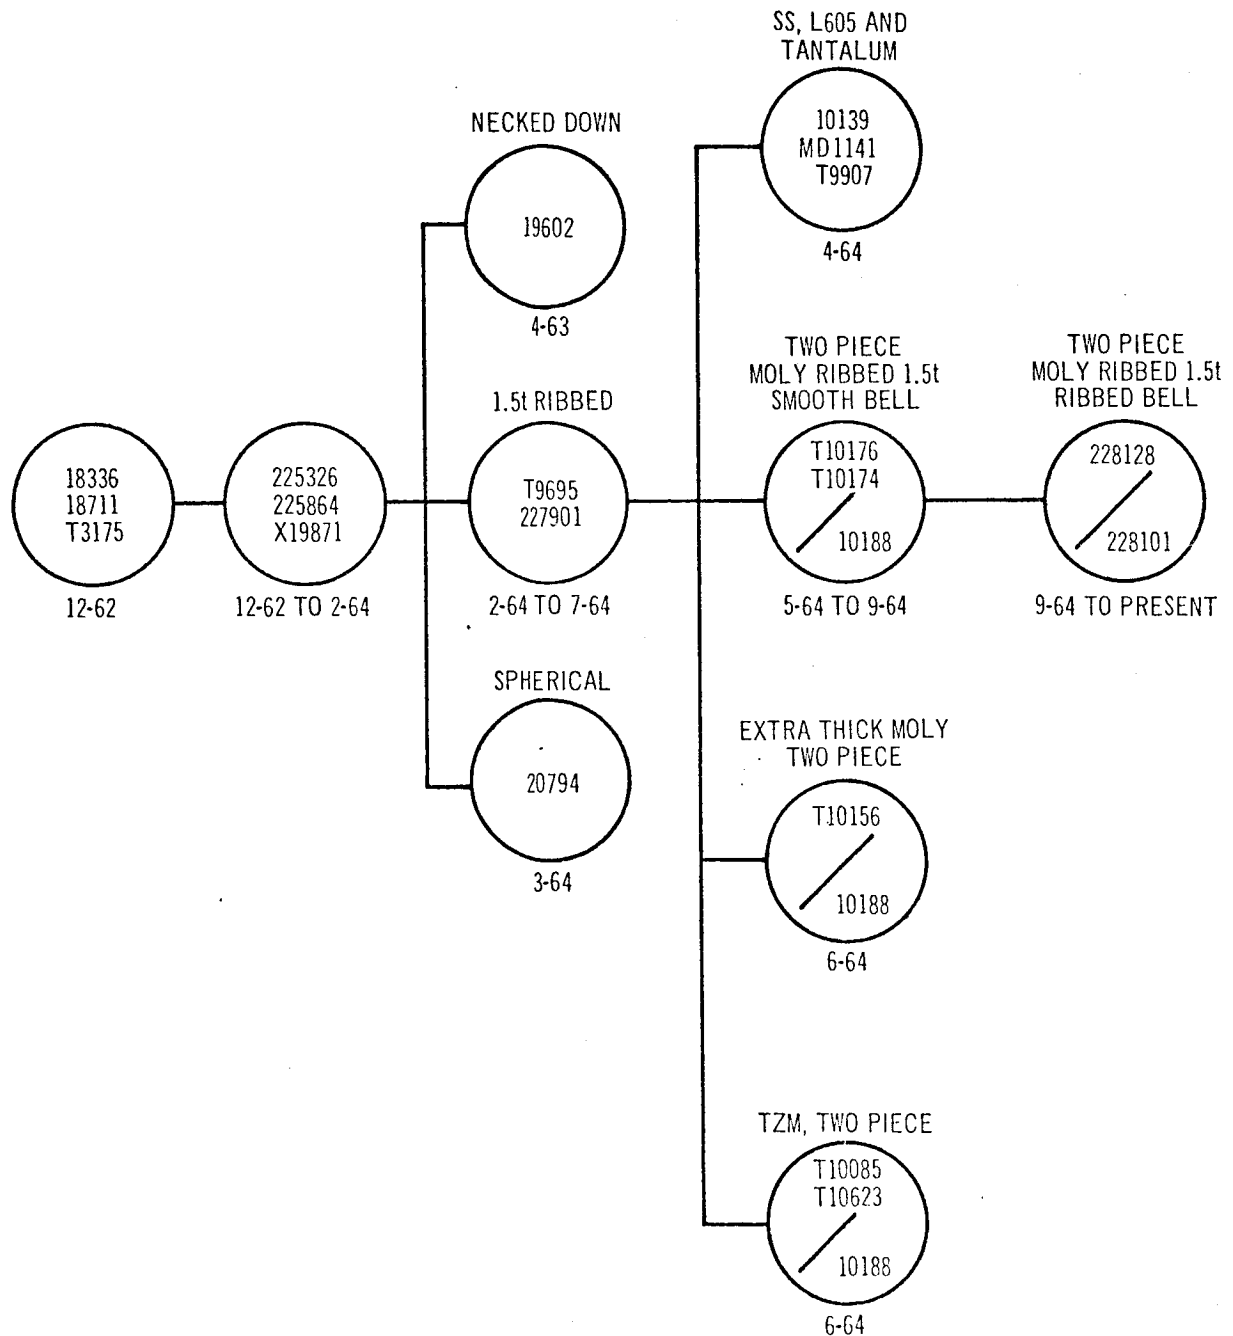 SS, L605 AND
TANTALUM
10139
MD1141
T9907
4-64
NECKED DOWN
19602
4-63
TWO PIECE
MOLY RIBBED 1.5t
SMOOTH BELL
T10176
T10174
10188
5-64 TO 9-64
TWO PIECE
MOLY RIBBED 1.5t
RIBBED BELL
228128
228101
9-64 TO PRESENT
1.5t RIBBED
T9695
227901
2-64 TO 7-64
18336
18711
T3175
12-62
225326
225864
X19871
12-62 TO 2-64
SPHERICAL
20794
3-64
EXTRA THICK MOLY
TWO PIECE
T10156
10188
6-64
TZM, TWO PIECE
T10085
T10623
10188
6-64